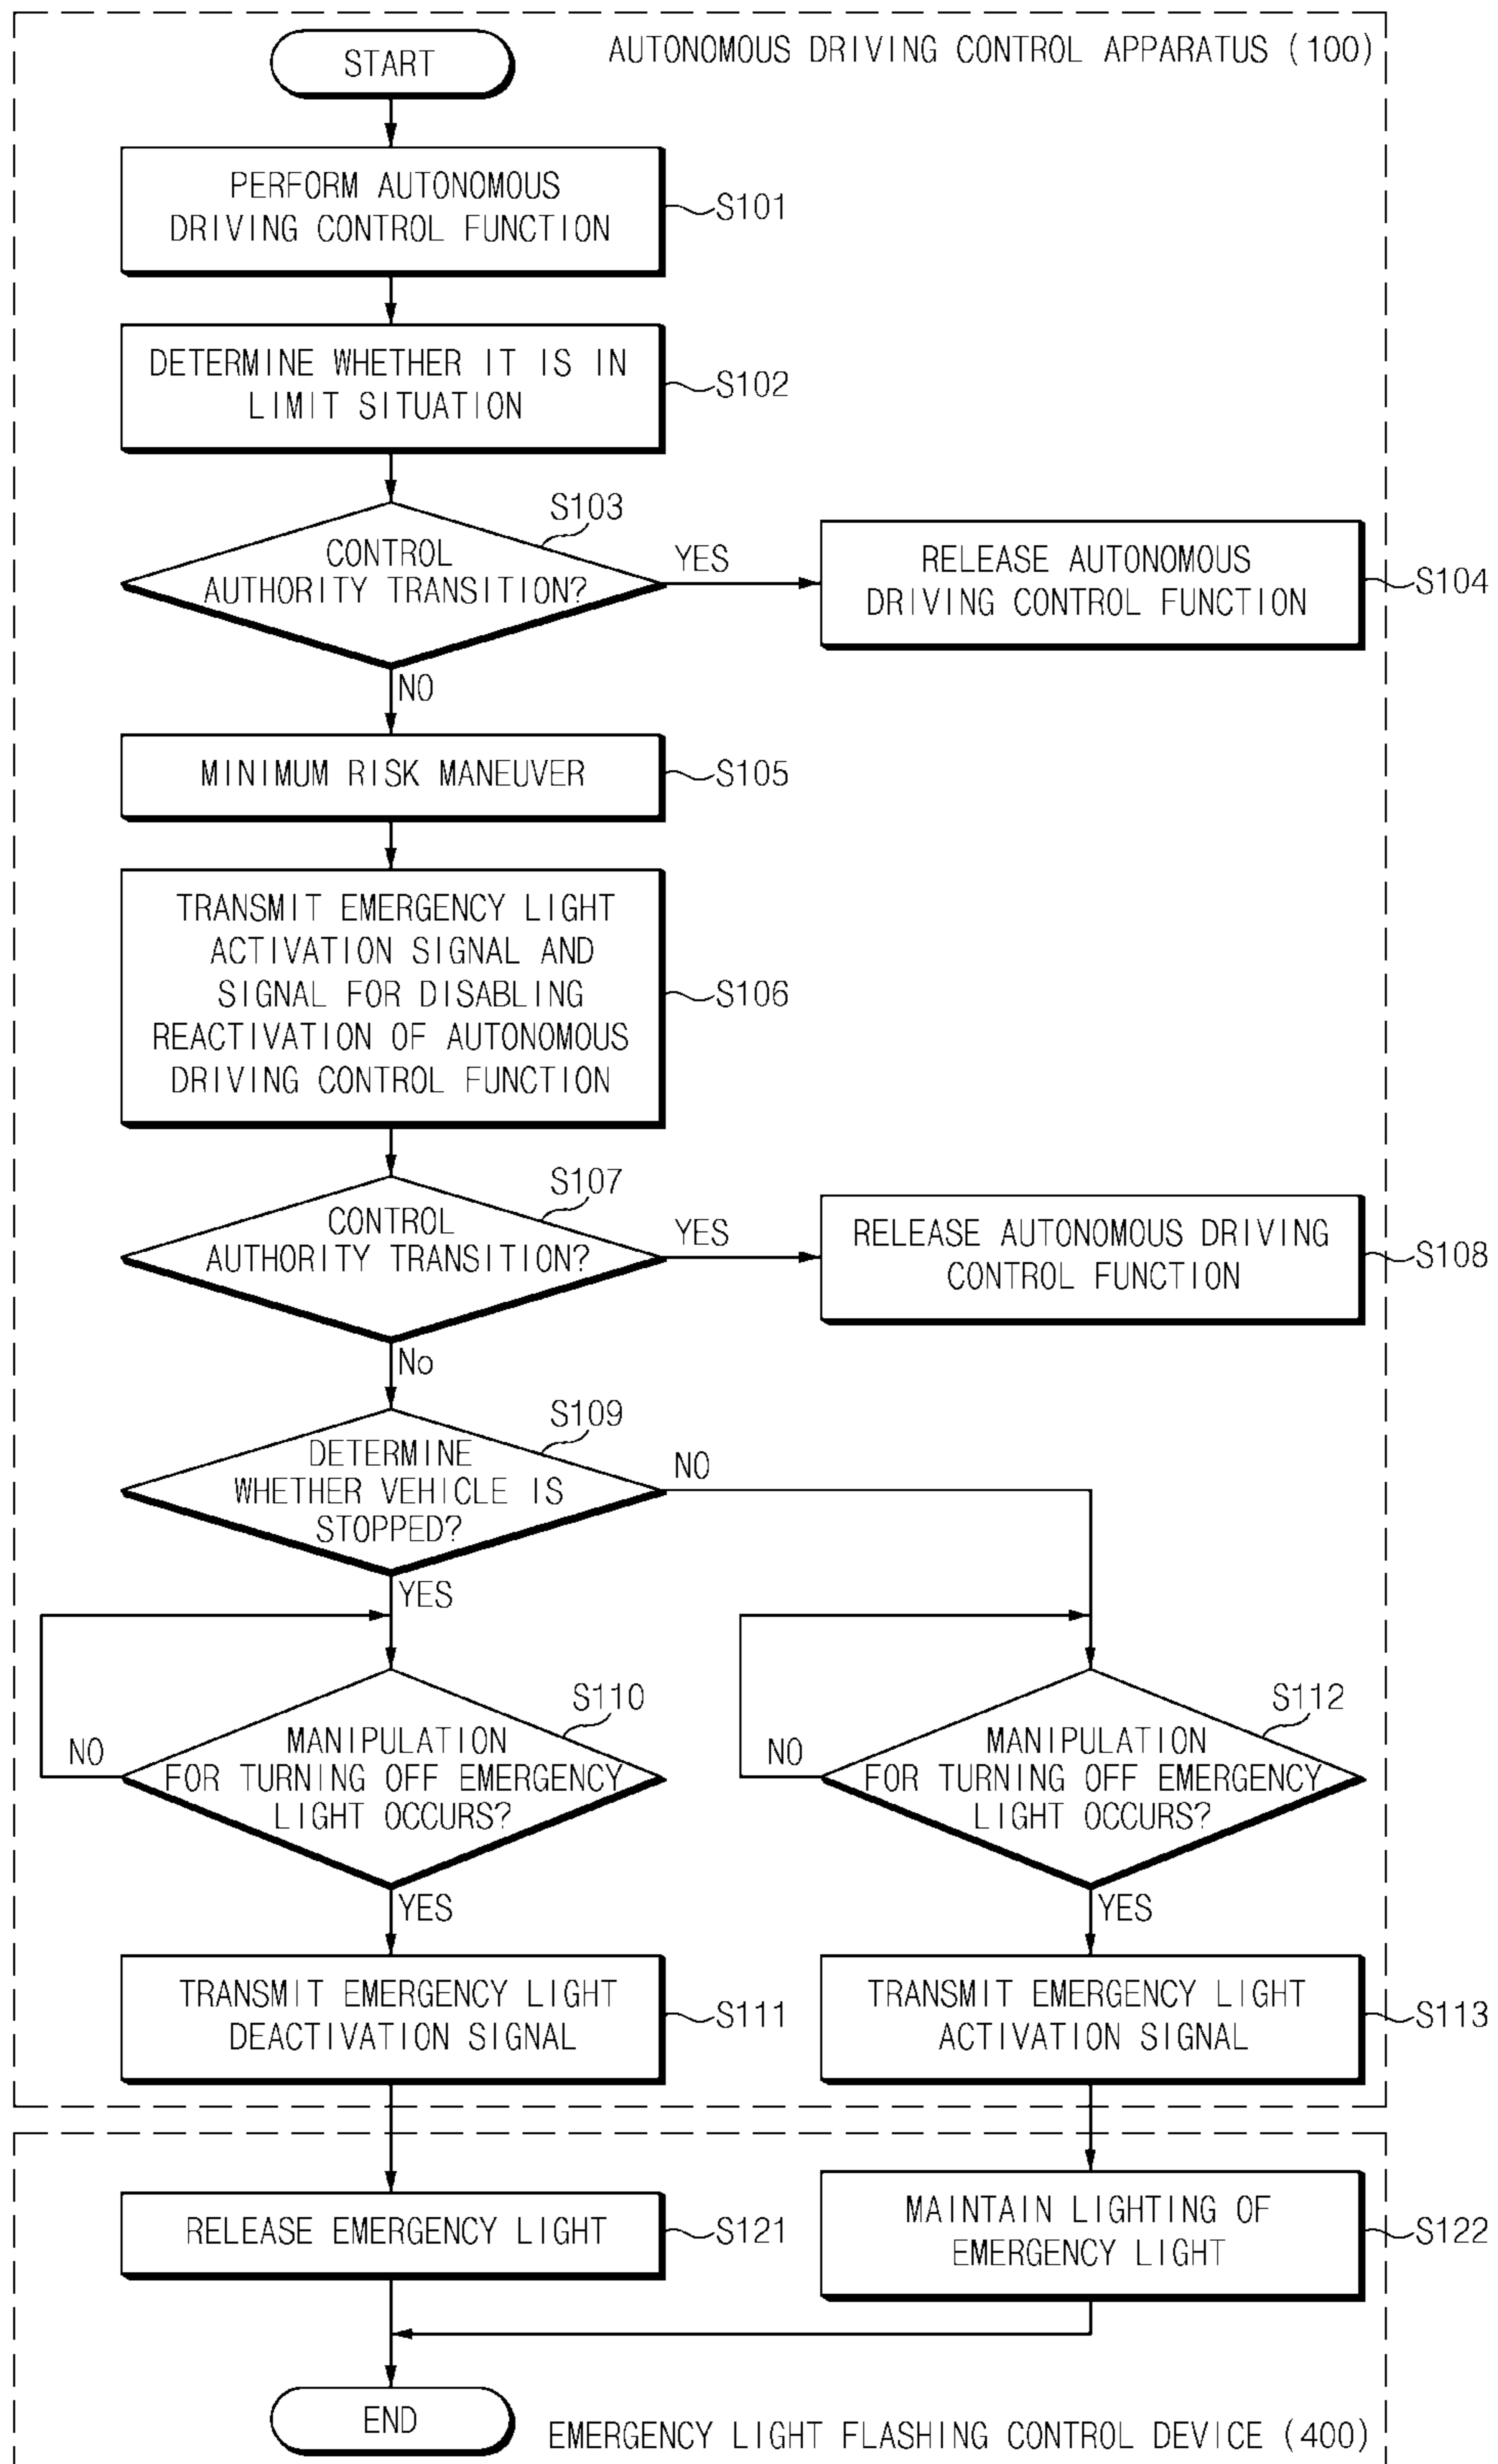 AUTONOMOUS DRIVING CONTROL APPARATUS (100)
START
PERFORM AUTONOMOUS
DRIVING CONTROL FUNCTION
S101
DETERMINE WHETHER IT IS IN
LIMIT SITUATION
S102
S103
CONTROL
AUTHORITY TRANSITION?
YES
RELEASE AUTONOMOUS
DRIVING CONTROL FUNCTION
S104
NO
MINIMUM RISK MANEUVER
S105
TRANSMIT EMERGENCY LIGHT
ACTIVATION SIGNAL AND
SIGNAL FOR DISABLING
REACTIVATION OF AUTONOMOUS
DRIVING CONTROL FUNCTION
S106
S107
CONTROL
AUTHORITY TRANSITION?
YES
RELEASE AUTONOMOUS DRIVING
CONTROL FUNCTION
S108
No
S109
DETERMINE
WHETHER VEHICLE IS
STOPPED?
NO
YES
S110
MANIPULATION
FOR TURNING OFF EMERGENCY
LIGHT OCCURS?
NO
YES
S112
MANIPULATION
FOR TURNING OFF EMERGENCY
LIGHT OCCURS?
NO
YES
TRANSMIT EMERGENCY LIGHT
DEACTIVATION SIGNAL
S111
TRANSMIT EMERGENCY LIGHT
ACTIVATION SIGNAL
S113
RELEASE EMERGENCY LIGHT
S121
MAINTAIN LIGHTING OF
EMERGENCY LIGHT
S122
END
EMERGENCY LIGHT FLASHING CONTROL DEVICE (400)